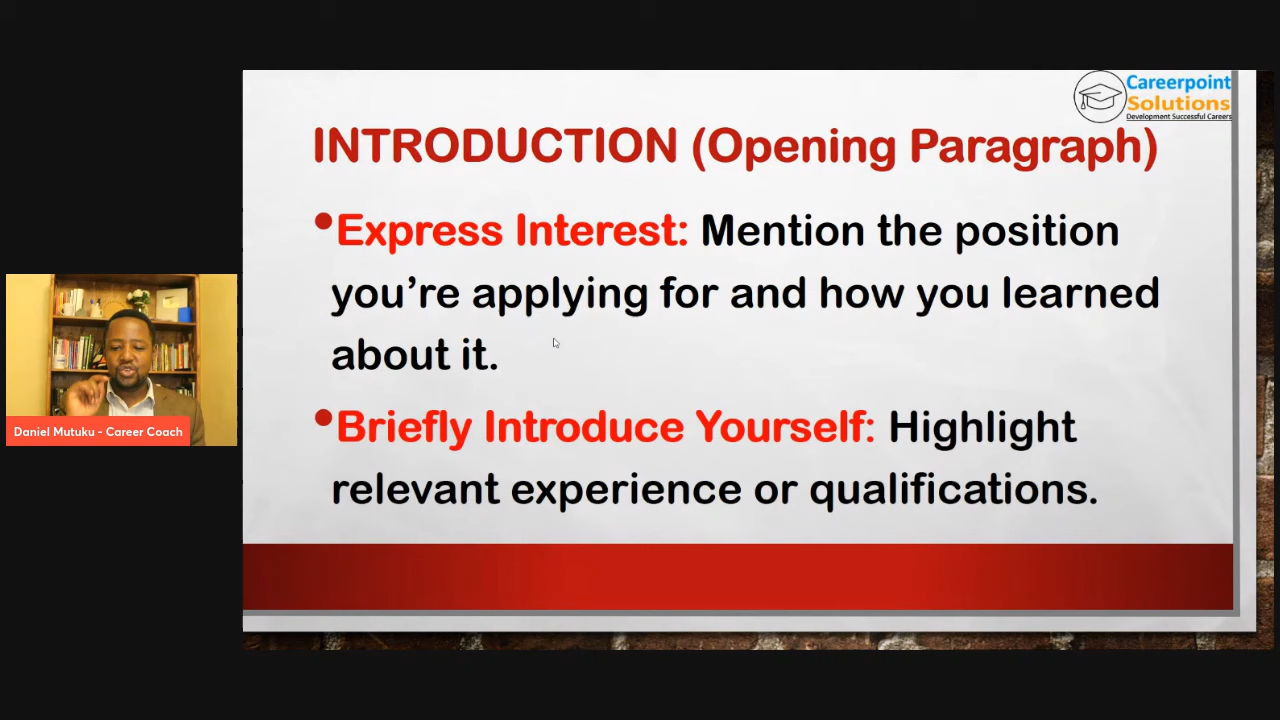 Careerpoint
Solutions
Development Successful Careers
INTRODUCTION (Opening Paragraph)
•Express Interest: Mention the position
you’re applying for and how you learned
about it.
•Briefly Introduce Yourself: Highlight
relevant experience or qualifications.
Daniel Mutuku - Career Coach